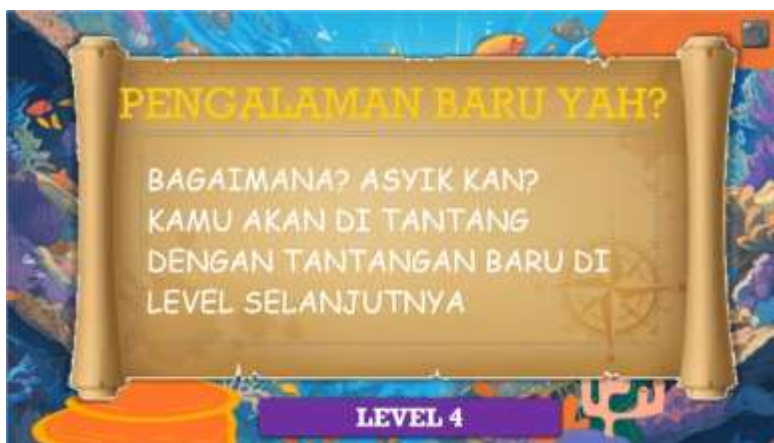 PENGALAMAN BARU YAH?
BAGAIMANA? ASYIK KAN?
KAMU AKAN DI TANTANG
DENGAN TANTANGAN BARU DI
LEVEL SELANJUTNYA
LEVEL 4